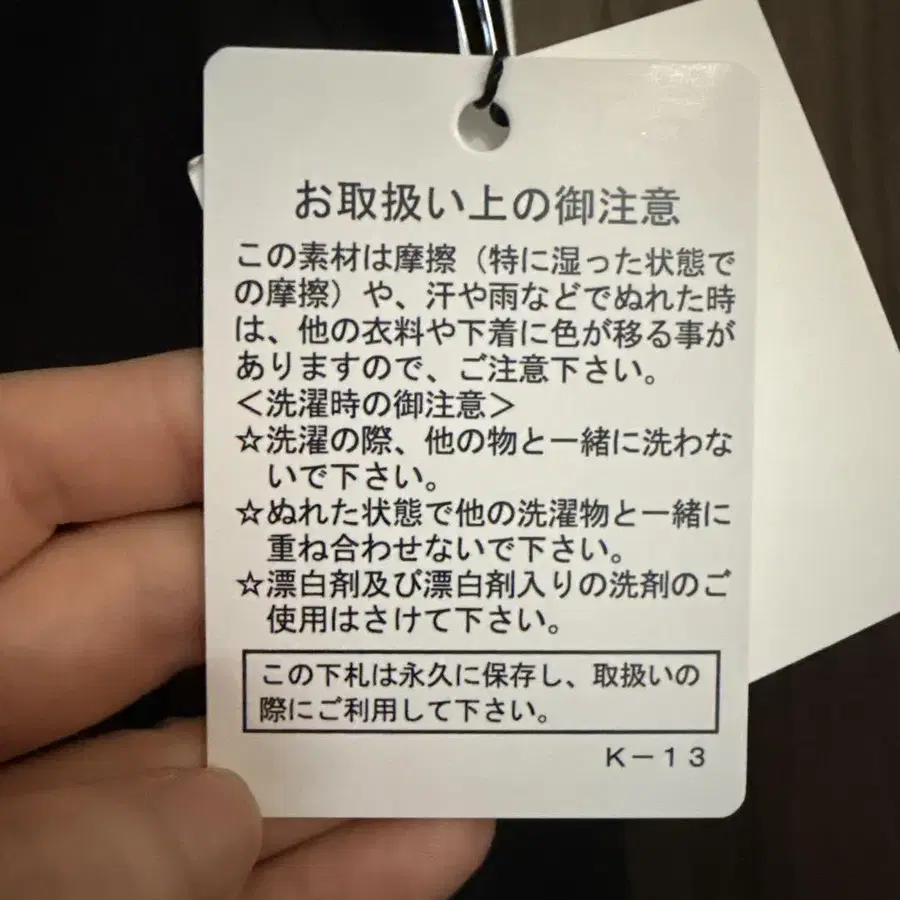 お取扱い上の御注意
この素材は摩擦（特に湿った状態で
の摩擦）や、汗や雨などでぬれた時
は、他の衣料や下着に色が移る事が
ありますので、ご注意下さい。
＜洗濯時の御注意＞
☆洗濯の際、他の物と一緒に洗わな
いで下さい。
☆ぬれた状態で他の洗濯物と一緒に
重ね合わせないで下さい。
☆漂白剤及び漂白剤入りの洗剤のご
使用はさけて下さい。
この下札は永久に保存し、取扱いの
際にご利用して下さい。
K－13